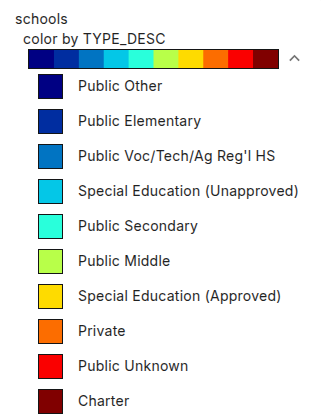 schools
color by TYPE_DESC
Public Other
Public Elementary
Public Voc/Tech/Ag Reg'l HS
Special Education (Unapproved)
Public Secondary
Public Middle
Special Education (Approved)
Private
Public Unknown
Charter